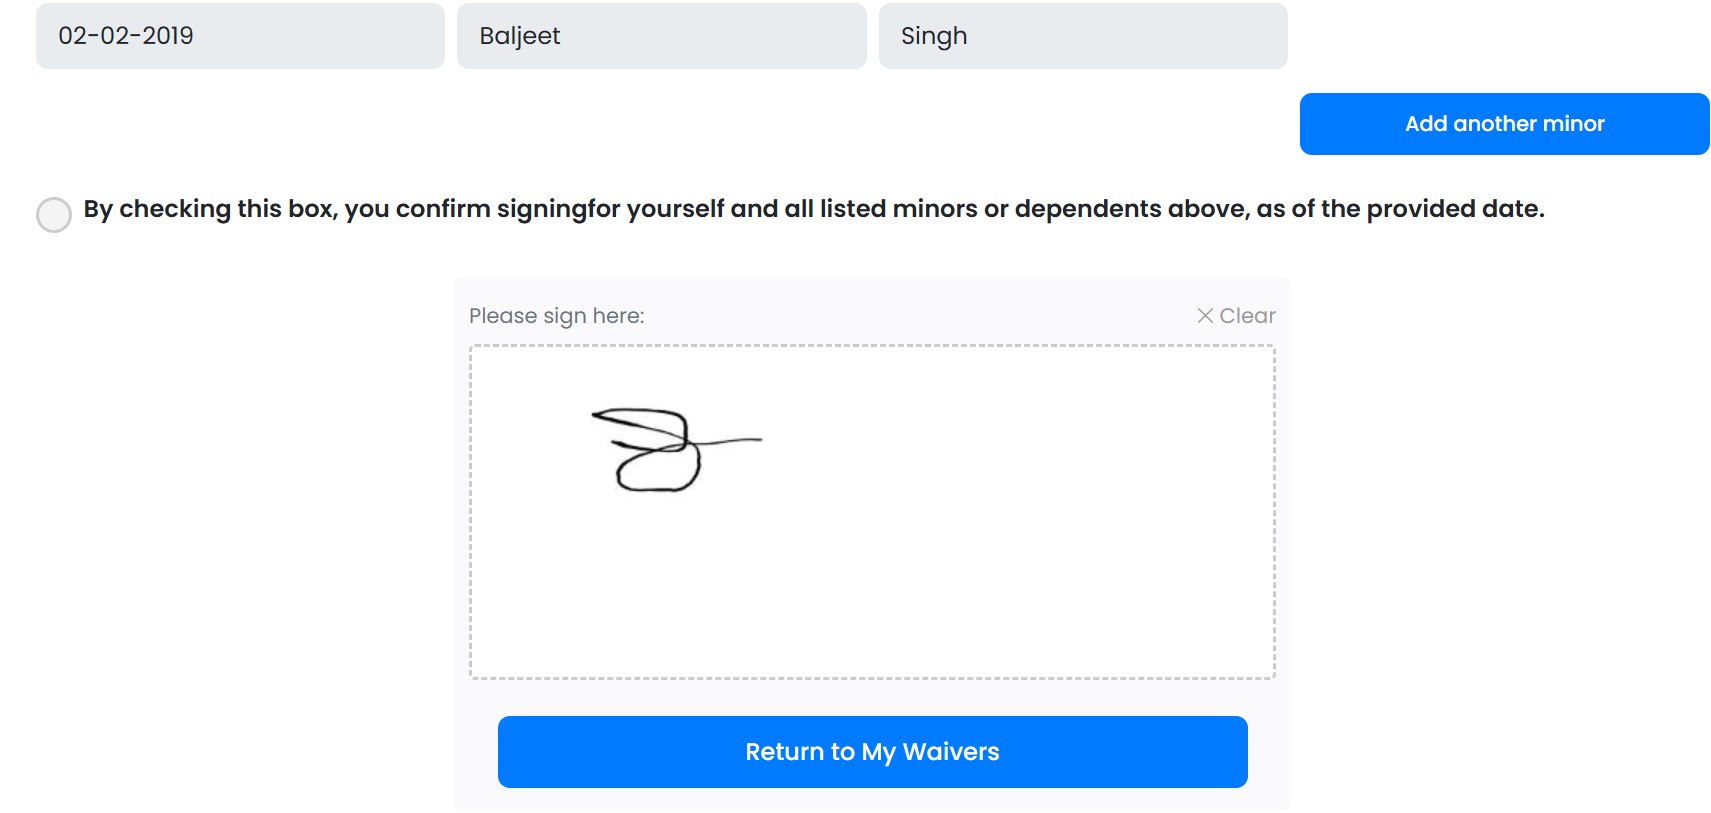 02-02-2019 Baljeet Singh
Add another minor
By checking this box, you confirm signingfor yourself and all listed minors or dependents above, as of the provided date.
Please sign here: Clear
Return to My Waivers